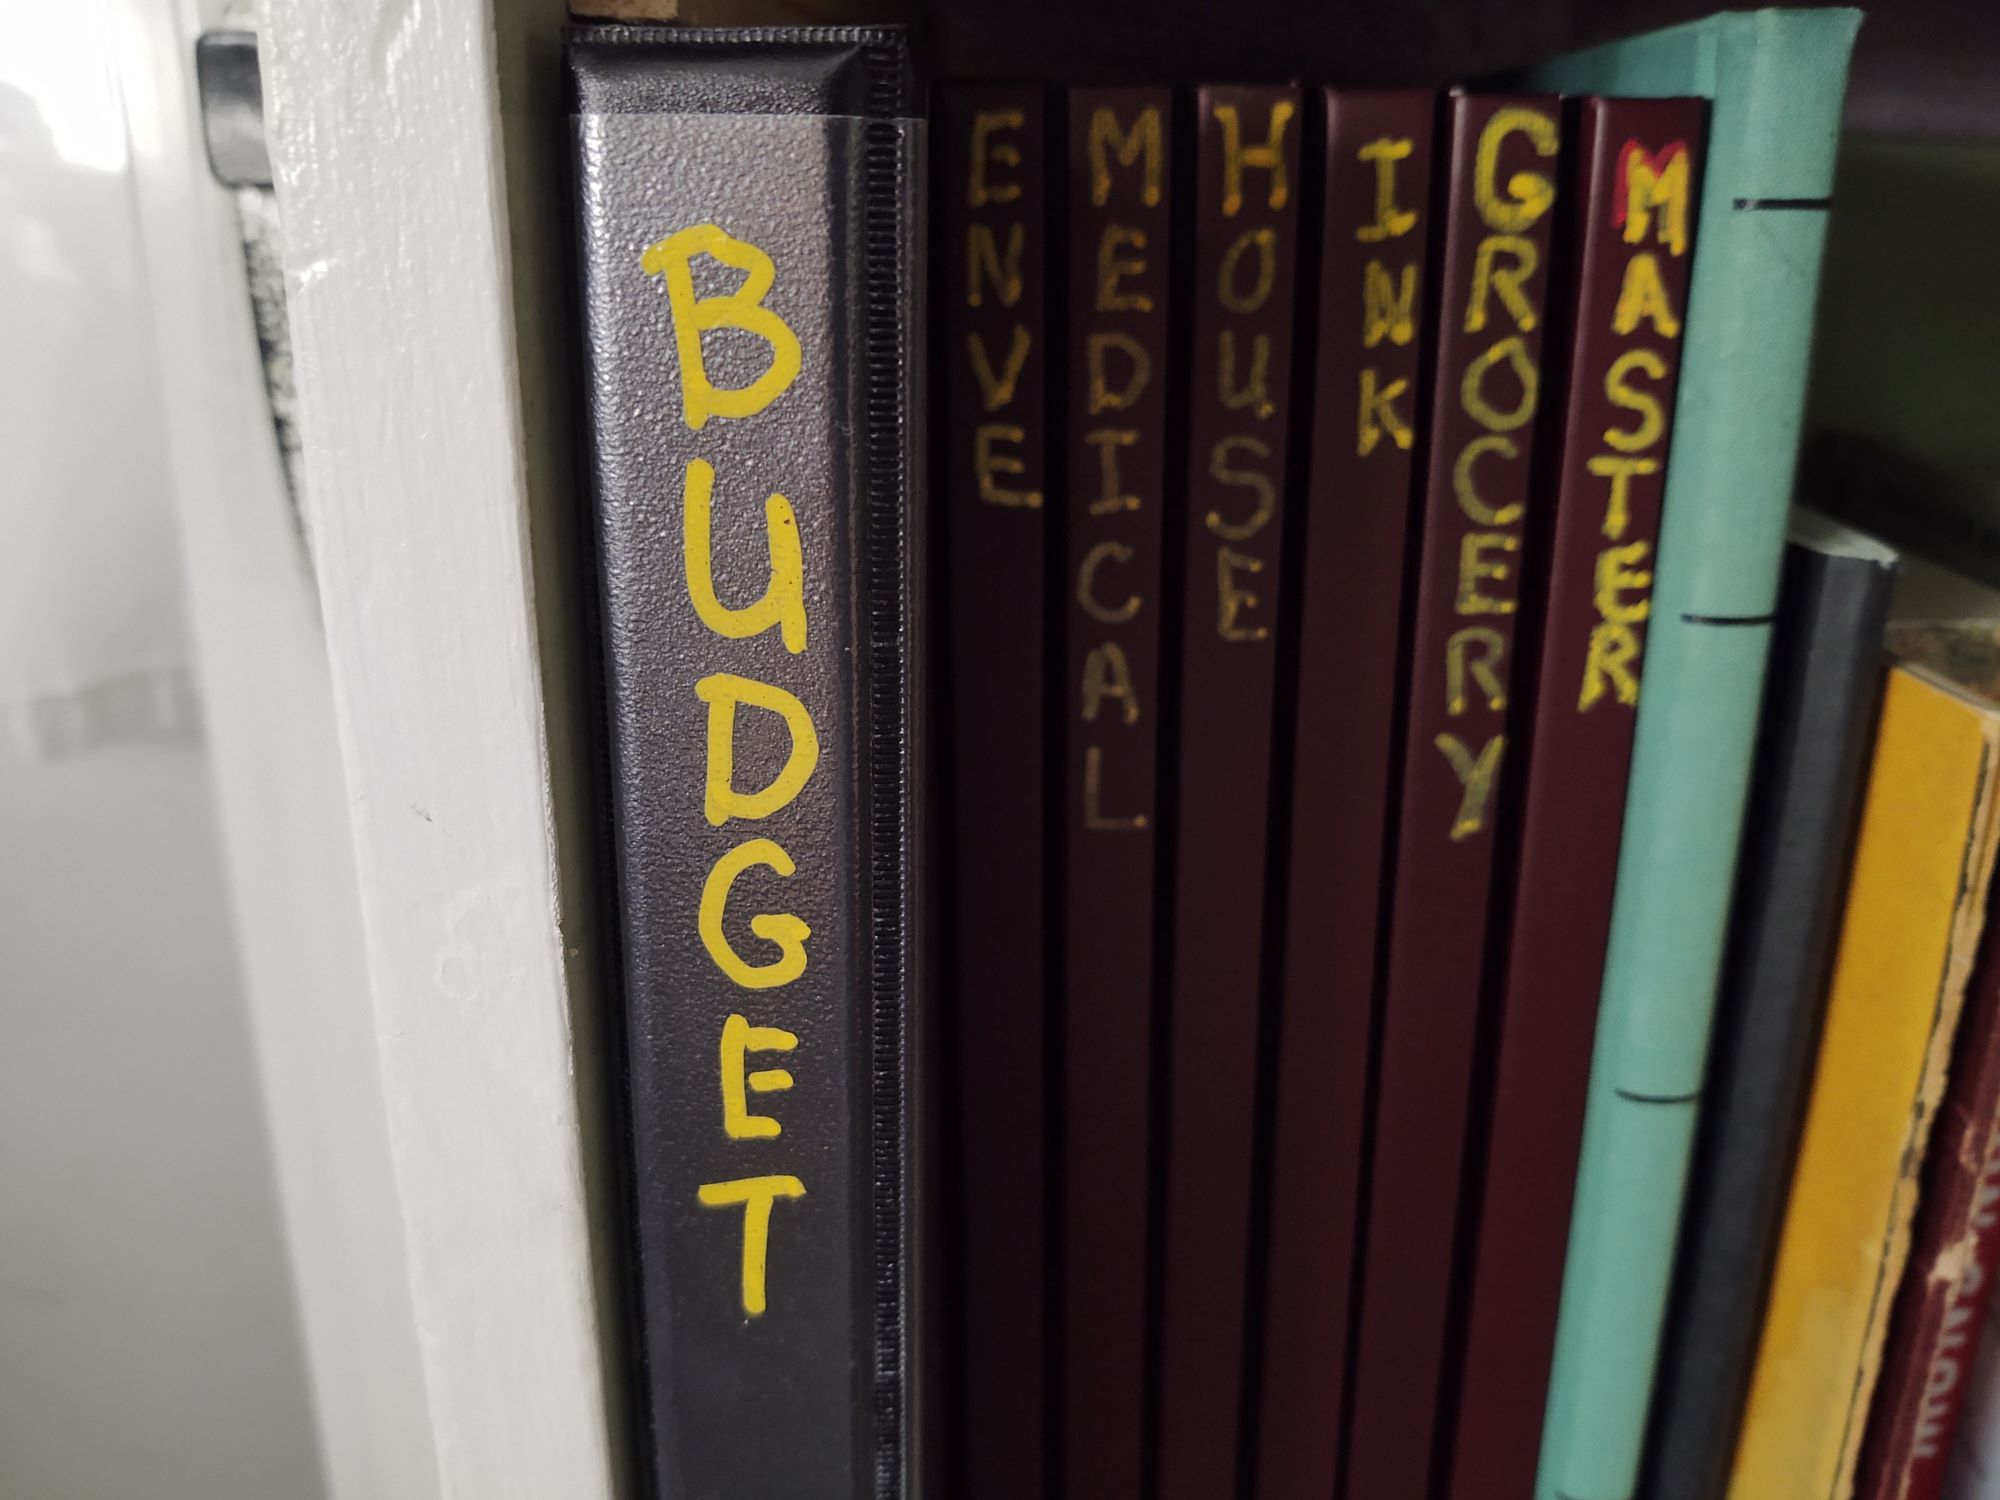 BUDGET
ENVE
MEDICAL
HOUSE
INK
GROCERY
MASTER